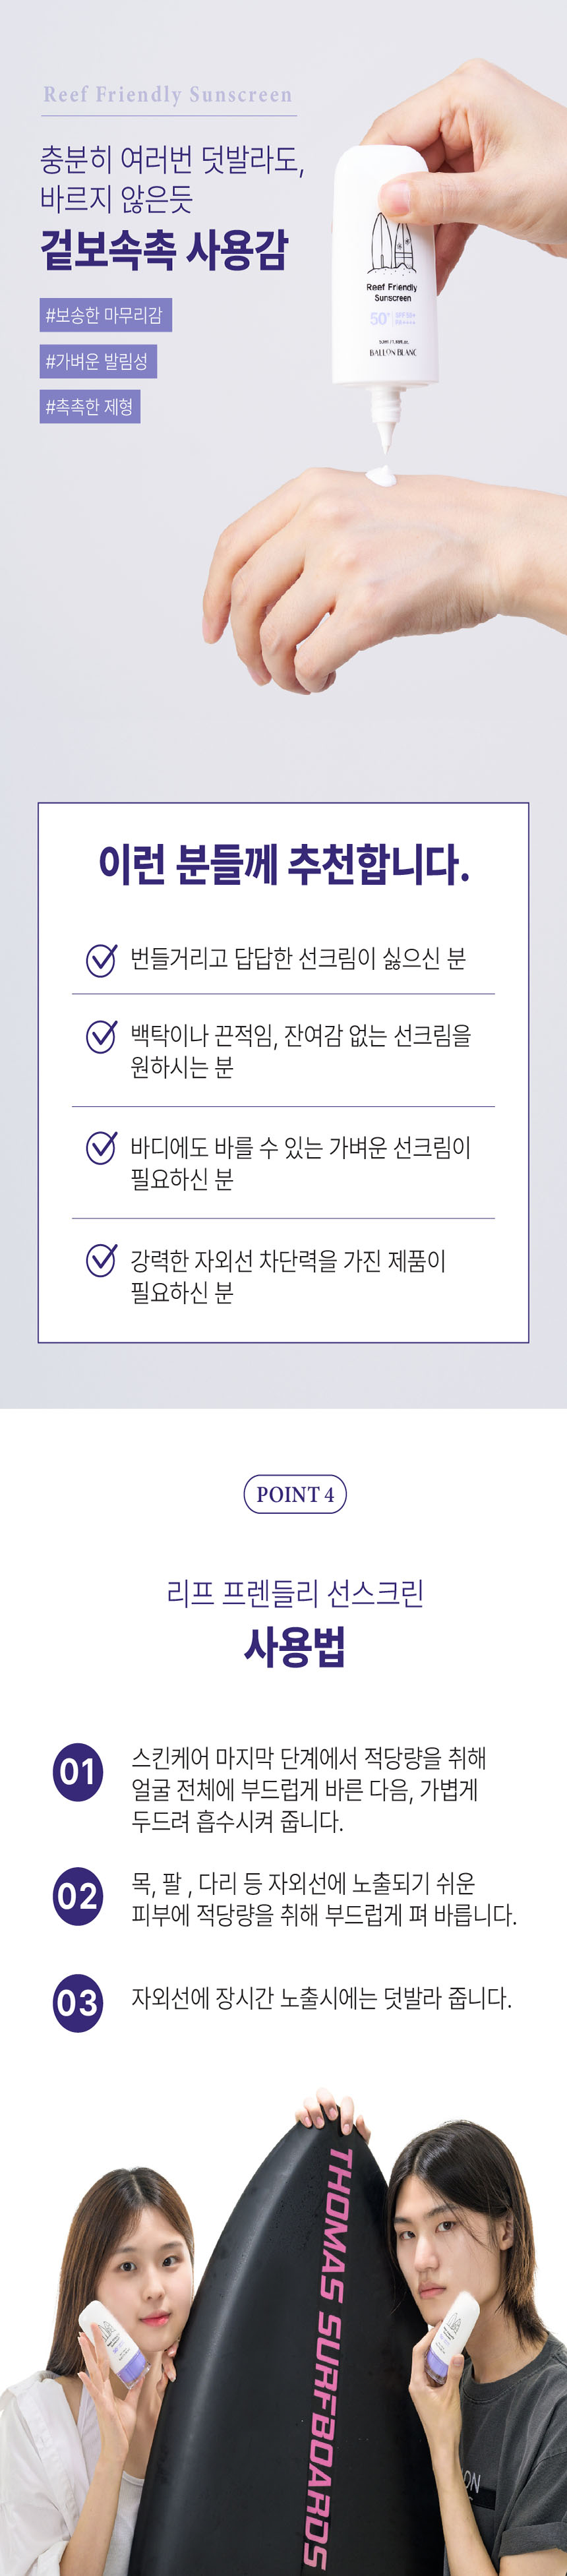 Reef Friendly Sunscreen
충분히 여러번 덧발라도,
바르지 않은듯
겉보속촉 사용감
#보송한 마무리감
#가벼운 발림성
#촉촉한 제형
Reef Friendly
Sunscreen
50+ SPF 50+
PA++++
BALLON BLANC
이런 분들께 추천합니다.
번들거리고 답답한 선크림이 싫으신 분
백탁이나 끈적임, 잔여감 없는 선크림을
원하시는 분
바디에도 바를 수 있는 가벼운 선크림이
필요하신 분
강력한 자외선 차단력을 가진 제품이
필요하신 분
POINT 4
리프 프렌들리 선스크린
사용법
01
스킨케어 마지막 단계에서 적당량을 취해
얼굴 전체에 부드럽게 바른 다음, 가볍게
두드려 흡수시켜 줍니다.
02
목, 팔 , 다리 등 자외선에 노출되기 쉬운
피부에 적당량을 취해 부드럽게 펴 바릅니다.
03
자외선에 장시간 노출시에는 덧발라 줍니다.
THOMAS SURFBOARDS